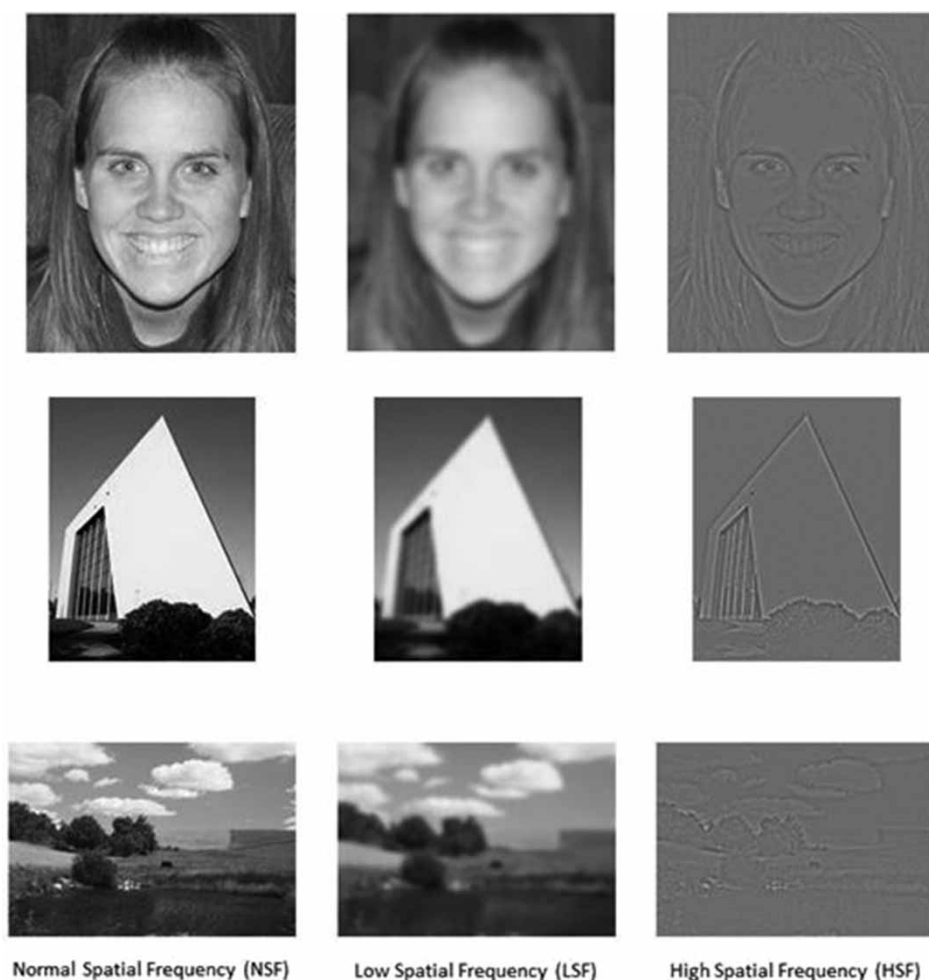 Normal Spatial Frequency (NSF)
Low Spatial Frequency (LSF)
High Spatial Frequency (HSF)